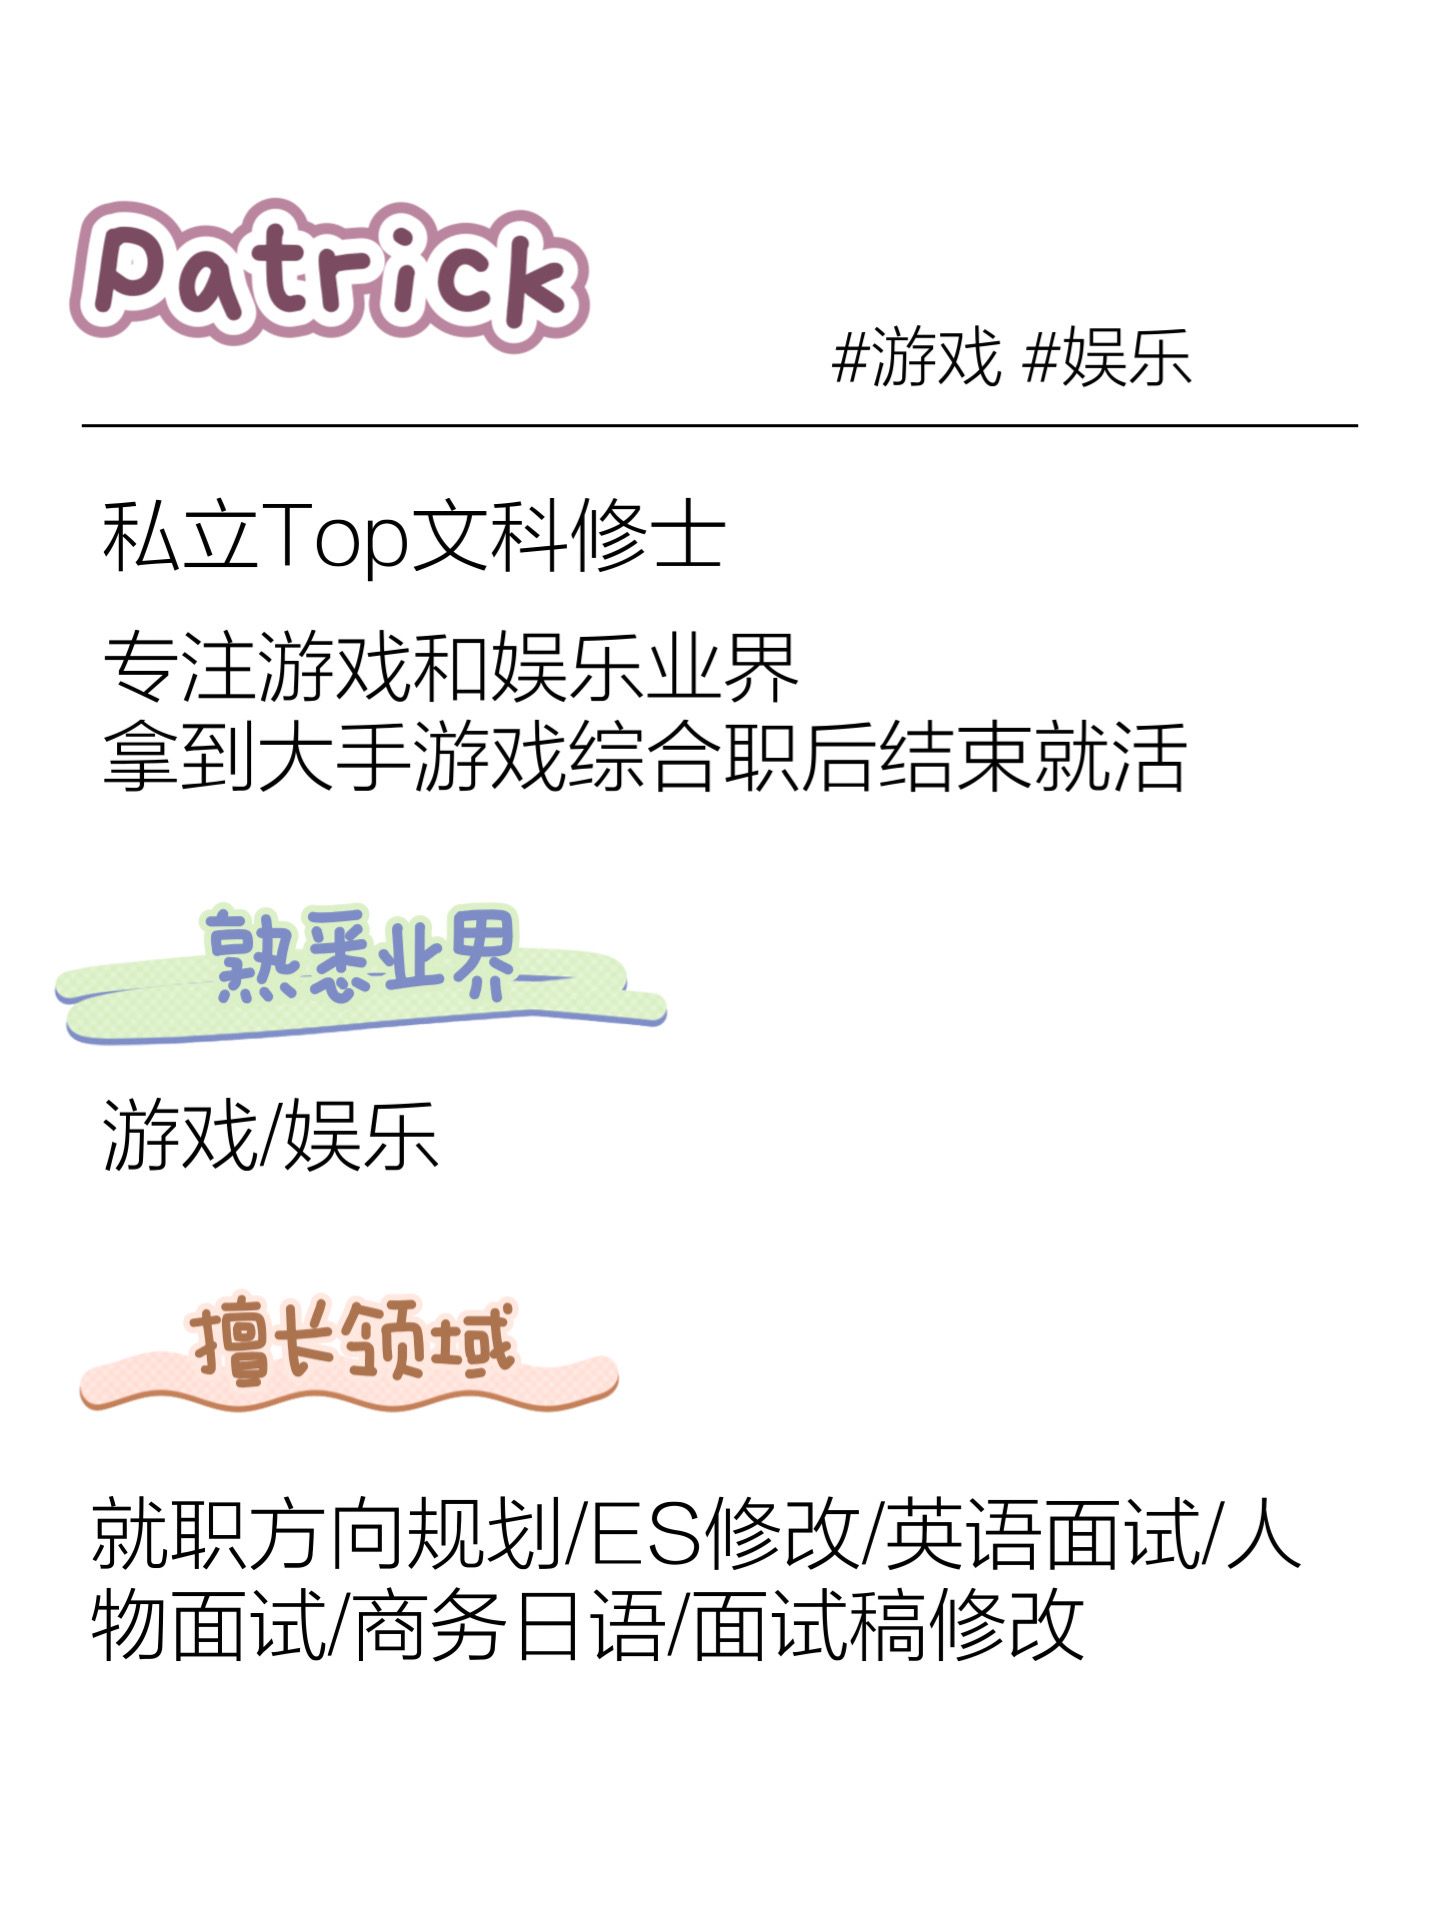 Patrick
#游戏 #娱乐
私立Top文科修士
专注游戏和娱乐业界
拿到大手游戏综合职后结束就活
熟悉业界
游戏/娱乐
擅长领域
就职方向规划/ES修改/英语面试/人
物面试/商务日语/面试稿修改